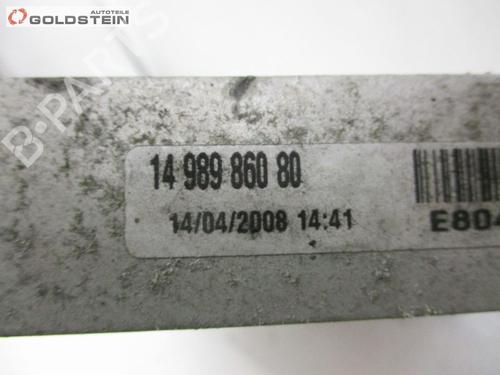 AUTOTEILE
GOLDSTEIN
B-PARTS
14 989 860 80
14/04/2008 14:41
E804